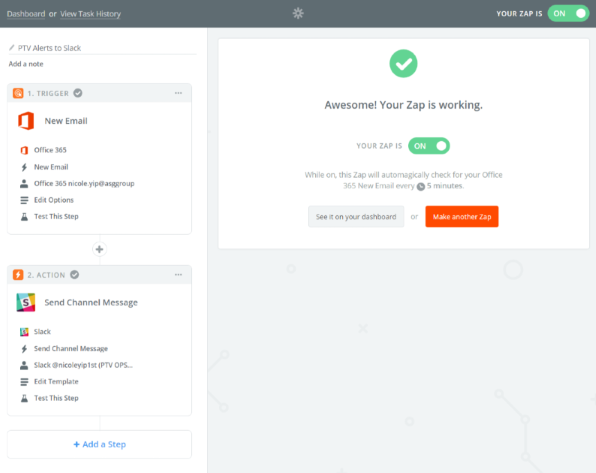 Dashboard or View Task History
YOUR ZAP IS ON
PTV Alerts to Slack
Add a note
1. TRIGGER
New Email
Office 365
New Email
Office 365 nicole.yip@asggroup
Edit Options
Test This Step
2. ACTION
Send Channel Message
Slack
Send Channel Message
Slack @nicoleyip1st (PTV OPS...
Edit Template
Test This Step
+ Add a Step
Awesome! Your Zap is working.
YOUR ZAP IS ON
While on, this Zap will automagically check for your Office
365 New Email every 5 minutes.
See it on your dashboard or Make another Zap